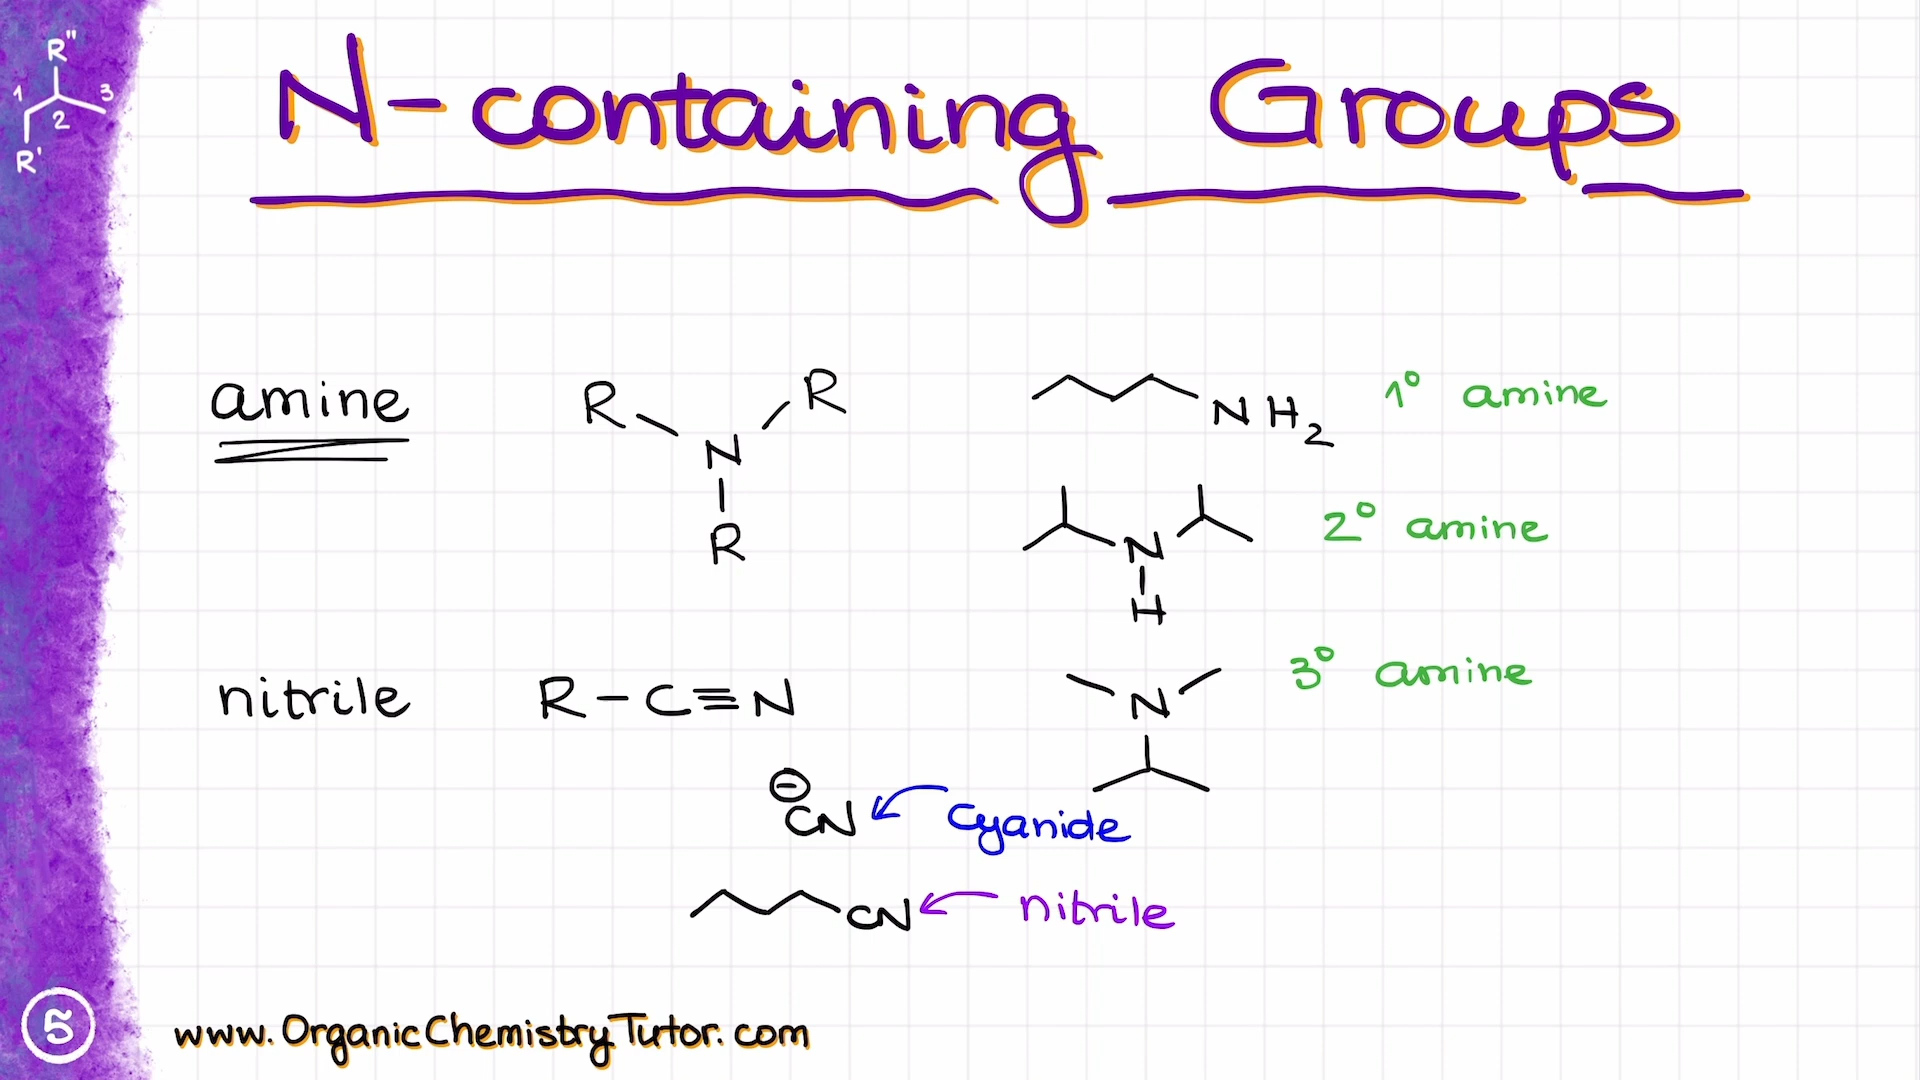 R"
1 3
2
R'
N-containing Groups
amine
R R
N
R
NH2
1° amine
N
H
2° amine
nitrile
R-C≡N
N
3° amine
⊖
CN
Cyanide
CN
nitrile
5
www.OrganicChemistryTutor.com